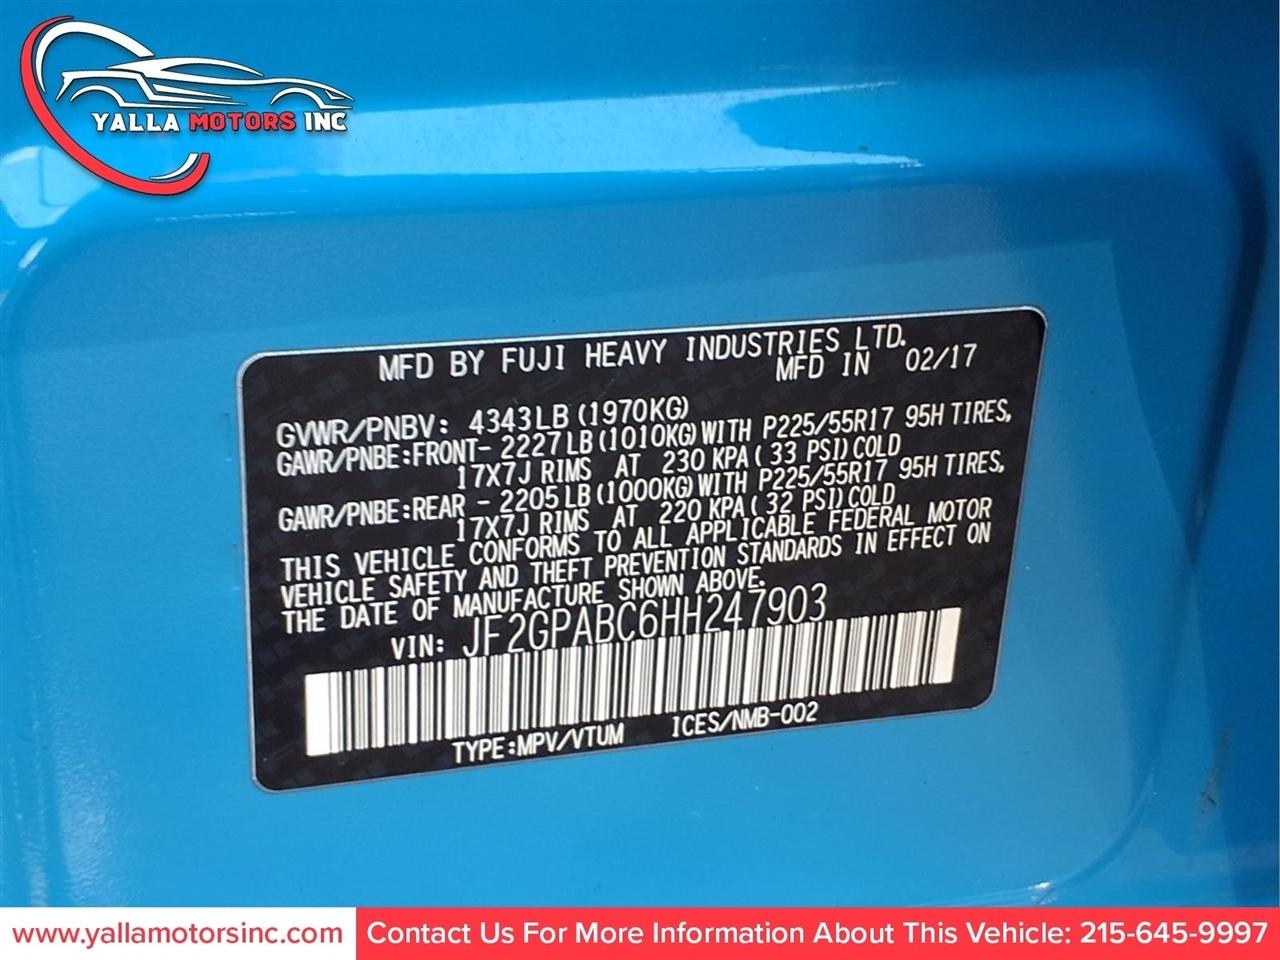 YALLA MOTORS INC
MFD BY FUJI HEAVY INDUSTRIES LTD.
MFD IN 02/17
GVWR/PNBV: 4343LB(1970KG)
GAWR/PNBE:FRONT- 2227LB(1010KG)WITH P225/55R17 95H TIRES,
17X7J RIMS AT 230 KPA( 33 PSI)COLD
GAWR/PNBE:REAR - 2205LB(1000KG)WITH P225/55R17 95H TIRES,
17X7J RIMS AT 220 KPA( 32 PSI)COLD
THIS VEHICLE CONFORMS TO ALL APPLICABLE FEDERAL MOTOR
VEHICLE SAFETY AND THEFT PREVENTION STANDARDS IN EFFECT ON
THE DATE OF MANUFACTURE SHOWN ABOVE.
VIN: JF2GPABC6HH247903
TYPE:MPV/VTUM ICES/NMB-002
www.yallamotorsinc.com Contact Us For More Information About This Vehicle: 215-645-9997